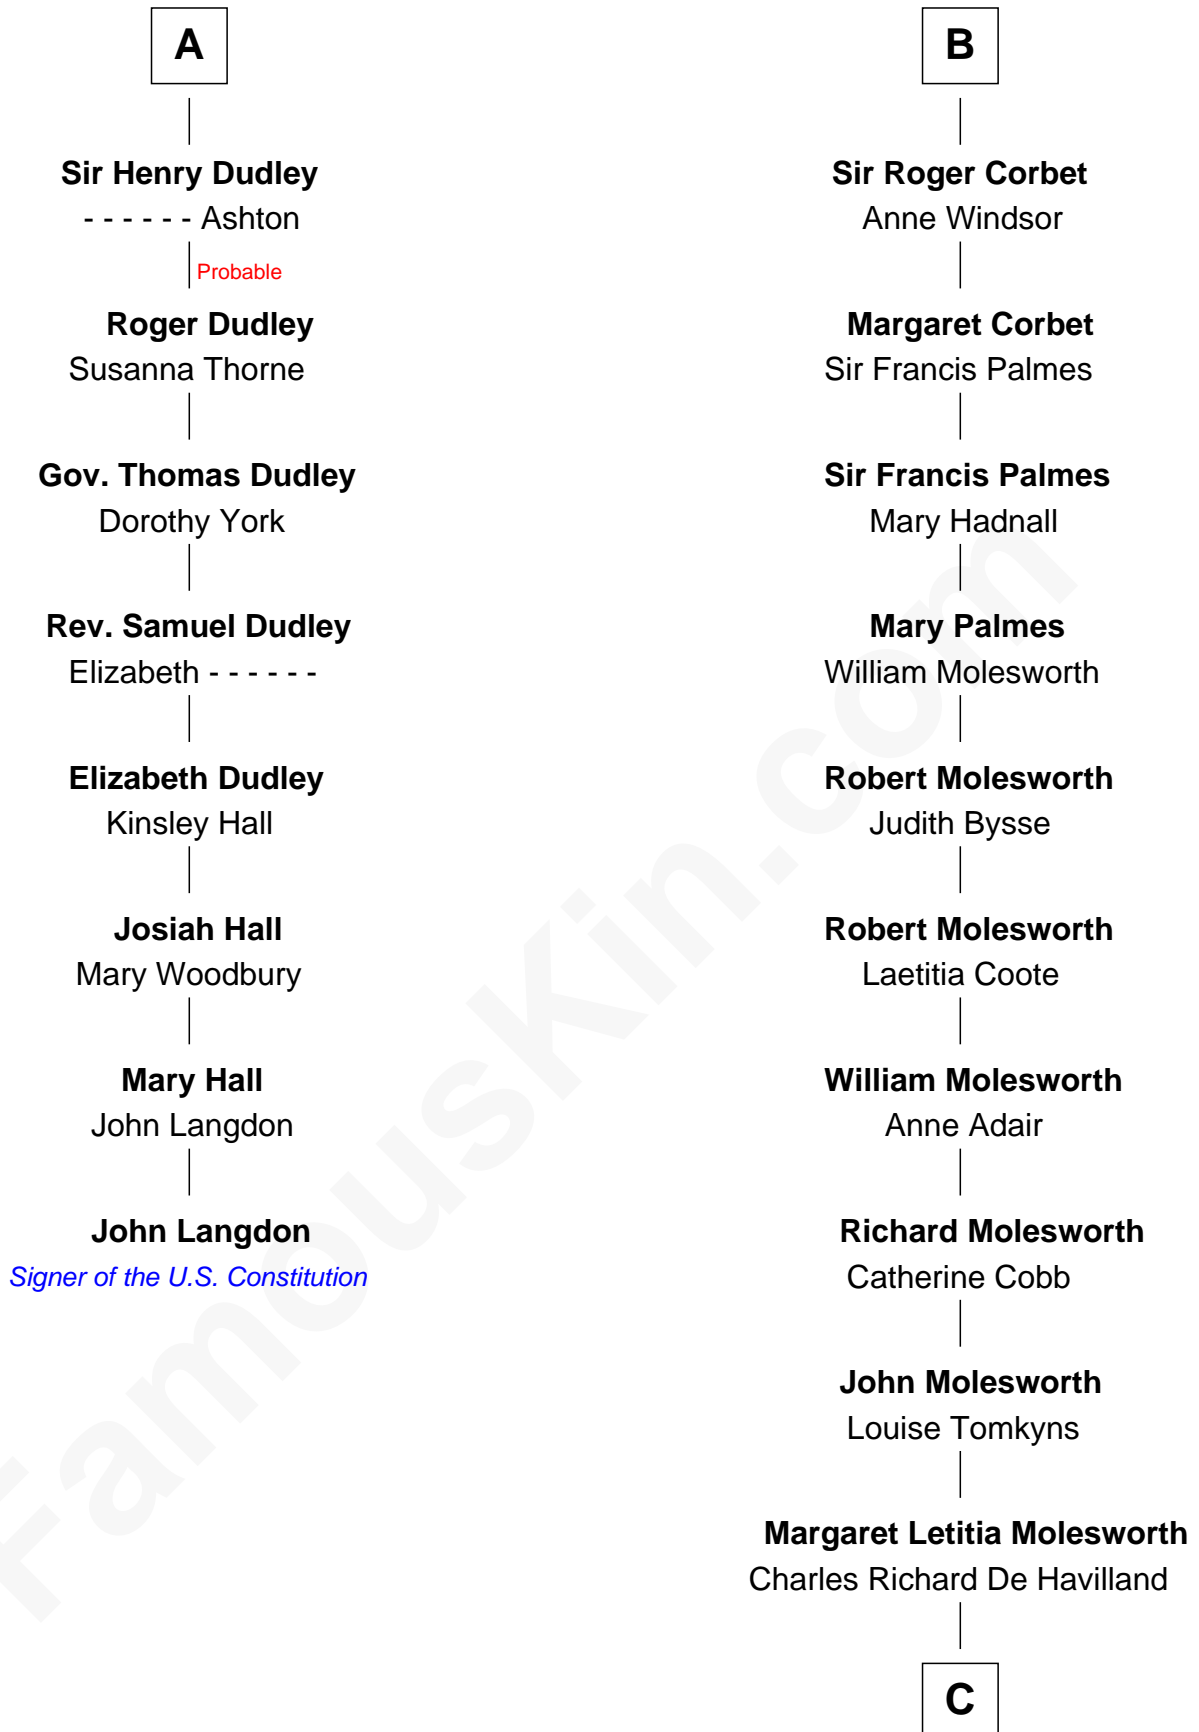 A
Sir Henry Dudley
- - - - - - Ashton
Probable
Roger Dudley
Susanna Thorne
Gov. Thomas Dudley
Dorothy York
Rev. Samuel Dudley
Elizabeth - - - - - -
Elizabeth Dudley
Kinsley Hall
Josiah Hall
Mary Woodbury
Mary Hall
John Langdon
John Langdon
Signer of the U.S. Constitution
B
Sir Roger Corbet
Anne Windsor
Margaret Corbet
Sir Francis Palmes
Sir Francis Palmes
Mary Hadnall
Mary Palmes
William Molesworth
Robert Molesworth
Judith Bysse
Robert Molesworth
Laetitia Coote
William Molesworth
Anne Adair
Richard Molesworth
Catherine Cobb
John Molesworth
Louise Tomkyns
Margaret Letitia Molesworth
Charles Richard De Havilland
C
FamousKin.com